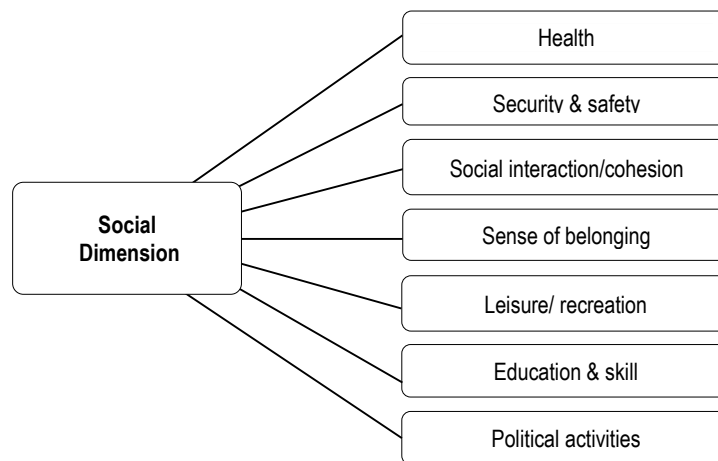 Health
Security & safety
Social interaction/cohesion
Social
Dimension
Sense of belonging
Leisure/ recreation
Education & skill
Political activities